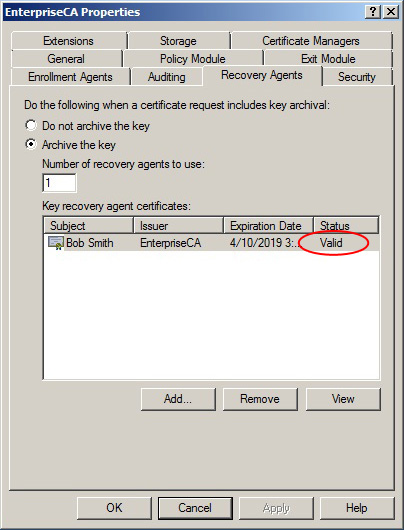 EnterpriseCA Properties
Extensions Storage Certificate Managers
General Policy Module Exit Module
Enrollment Agents Auditing Recovery Agents Security
Do the following when a certificate request includes key archival:
Do not archive the key
Archive the key
Number of recovery agents to use:
1
Key recovery agent certificates:
Subject Issuer Expiration Date Status
Bob Smith EnterpriseCA 4/10/2019 3:... Valid
Add... Remove View
OK Cancel Apply Help